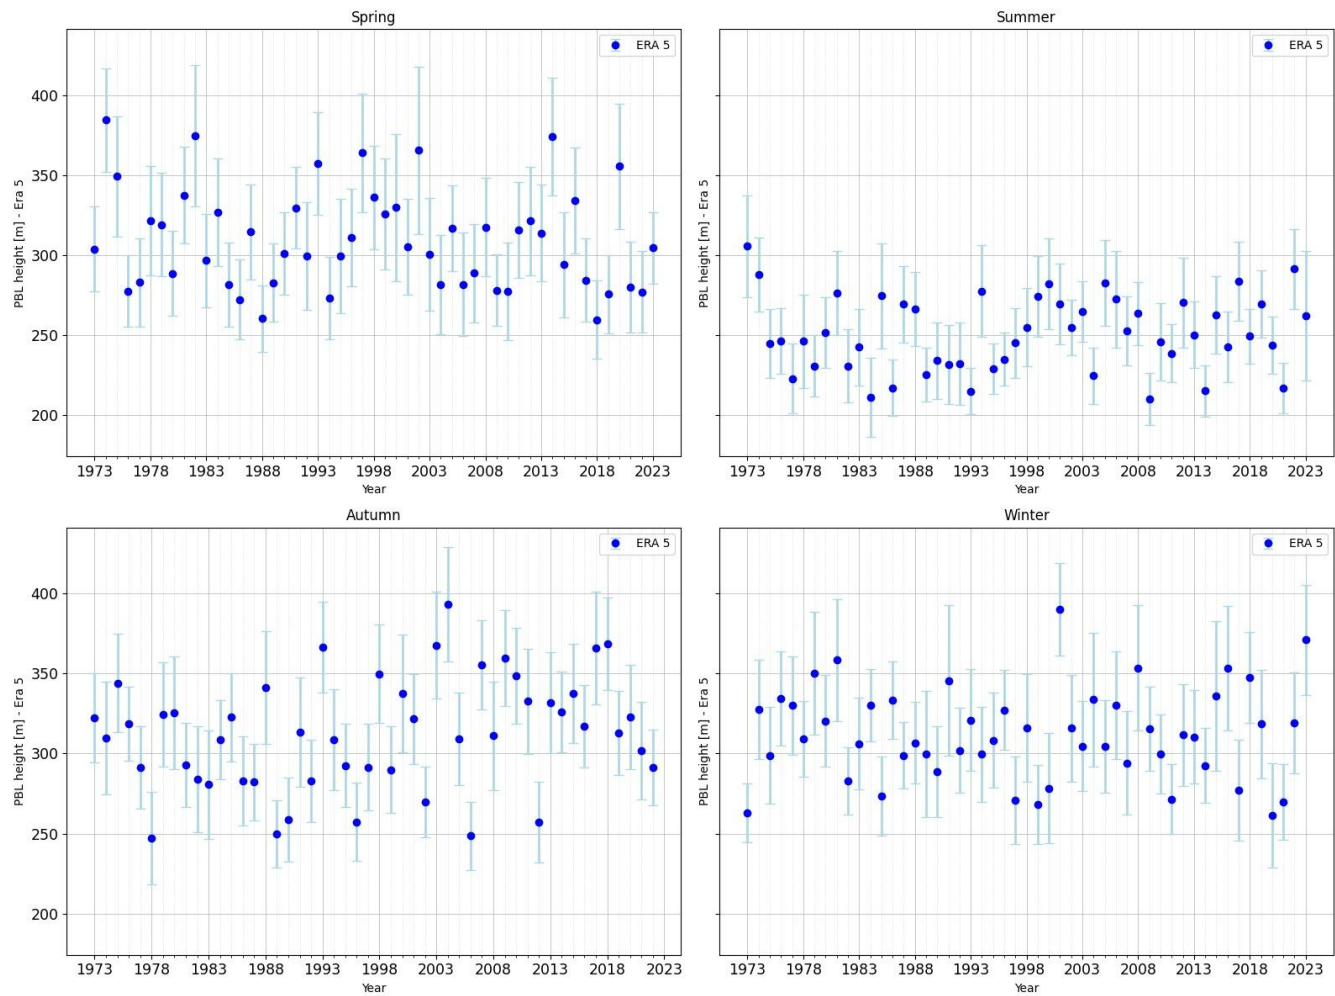 Spring
ERA 5
PBL height [m] - Era 5
400
350
300
250
200
1973 1978 1983 1988 1993 1998 2003 2008 2013 2018 2023
Year
Summer
ERA 5
PBL height [m] - Era 5
1973 1978 1983 1988 1993 1998 2003 2008 2013 2018 2023
Year
Autumn
ERA 5
PBL height [m] - Era 5
400
350
300
250
200
1973 1978 1983 1988 1993 1998 2003 2008 2013 2018 2023
Year
Winter
ERA 5
PBL height [m] - Era 5
1973 1978 1983 1988 1993 1998 2003 2008 2013 2018 2023
Year